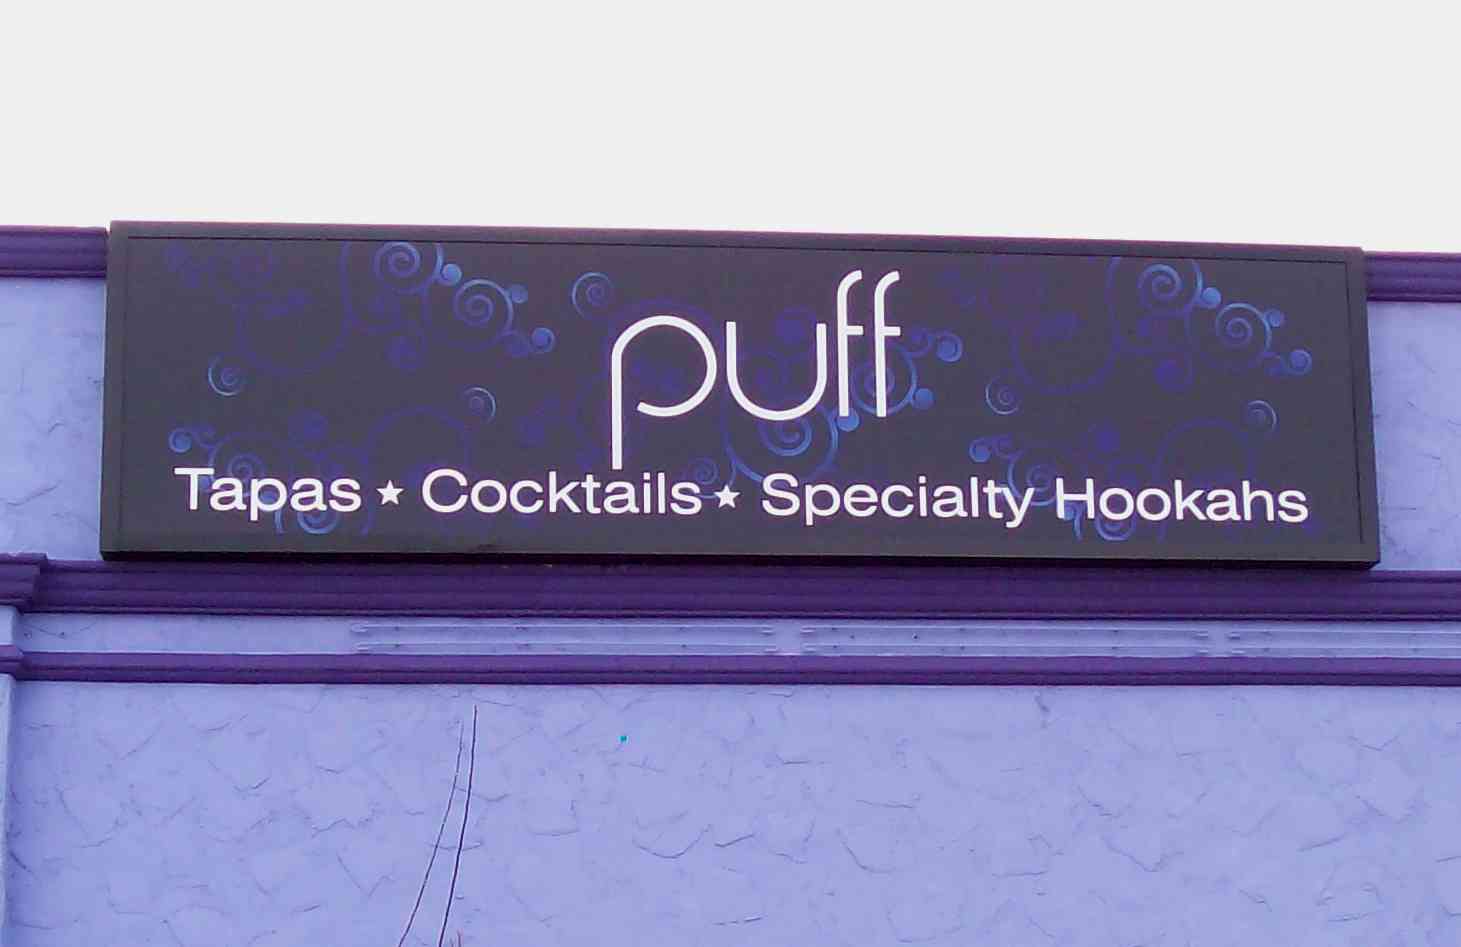 puff
Tapas ★ Cocktails ★ Specialty Hookahs